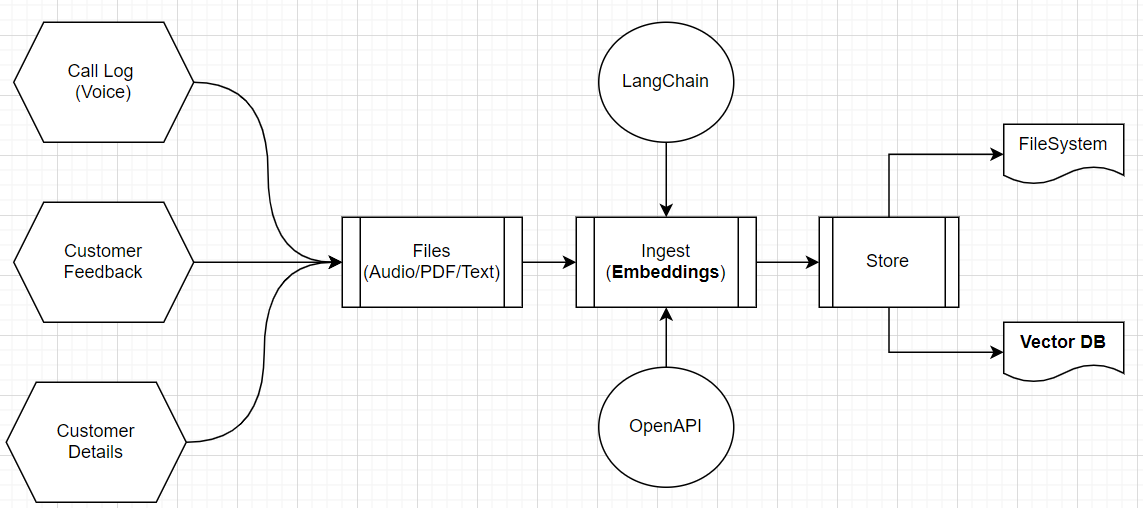 Call Log
(Voice)
Customer
Feedback
Customer
Details
Files
(Audio/PDF/Text)
LangChain
Ingest
(Embeddings)
OpenAPI
Store
FileSystem
Vector DB